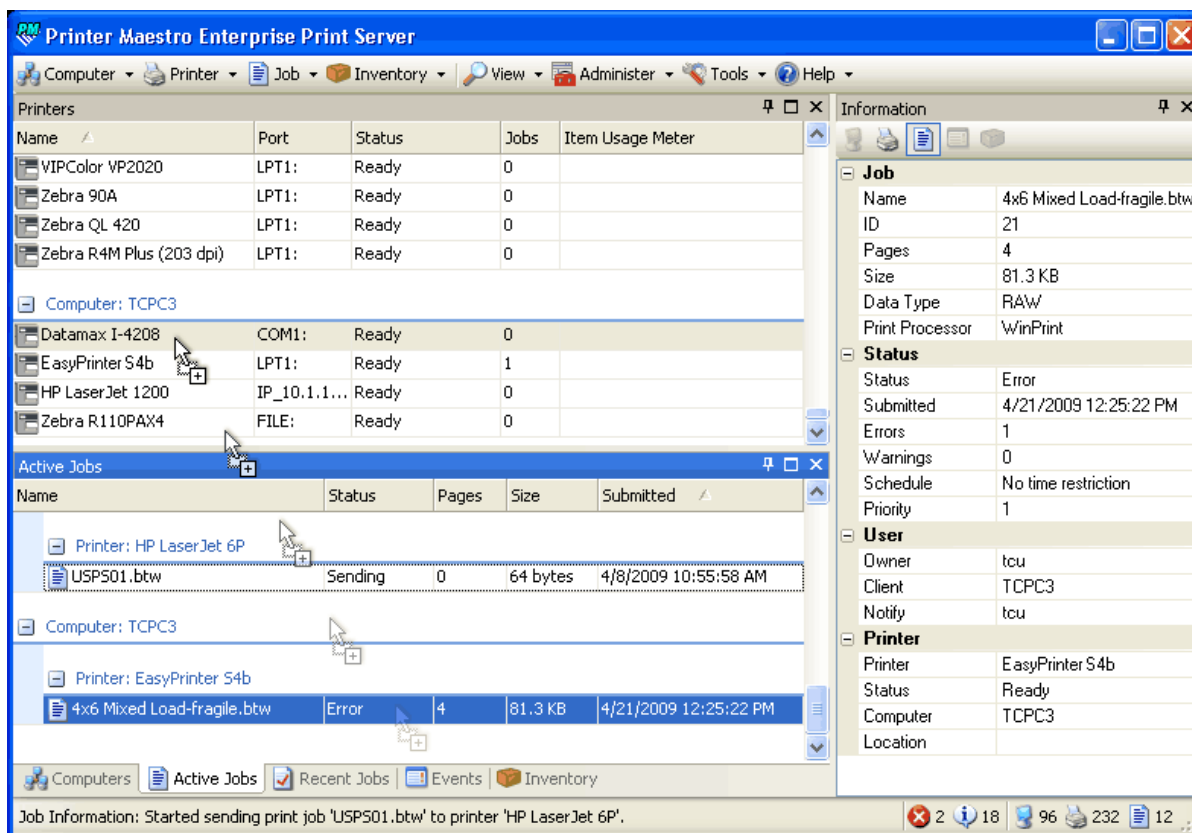 Printer Maestro Enterprise Print Server
Computer Printer Job Inventory View Administer Tools Help
Printers
Name Port Status Jobs Item Usage Meter
VIPColor VP2020 LPT1: Ready 0
Zebra 90A LPT1: Ready 0
Zebra QL 420 LPT1: Ready 0
Zebra R4M Plus (203 dpi) LPT1: Ready 0
Computer: TCPC3
Datamax I-4208 COM1: Ready 0
EasyPrinter S4b LPT1: Ready 1
HP LaserJet 1200 IP_10.1.1... Ready 0
Zebra R110PAX4 FILE: Ready 0
Active Jobs
Name Status Pages Size Submitted
Printer: HP LaserJet 6P
USPS01.btw Sending 0 64 bytes 4/8/2009 10:55:58 AM
Computer: TCPC3
Printer: EasyPrinter S4b
4x6 Mixed Load-fragile.btw Error 4 81.3 KB 4/21/2009 12:25:22 PM
Computers Active Jobs Recent Jobs Events Inventory
Information
Job
Name 4x6 Mixed Load-fragile.btw
ID 21
Pages 4
Size 81.3 KB
Data Type RAW
Print Processor WinPrint
Status
Status Error
Submitted 4/21/2009 12:25:22 PM
Errors 1
Warnings 0
Schedule No time restriction
Priority 1
User
Owner tcu
Client TCPC3
Notify tcu
Printer
Printer EasyPrinter S4b
Status Ready
Computer TCPC3
Location
Job Information: Started sending print job 'USPS01.btw' to printer 'HP LaserJet 6P'. 2 18 96 232 12